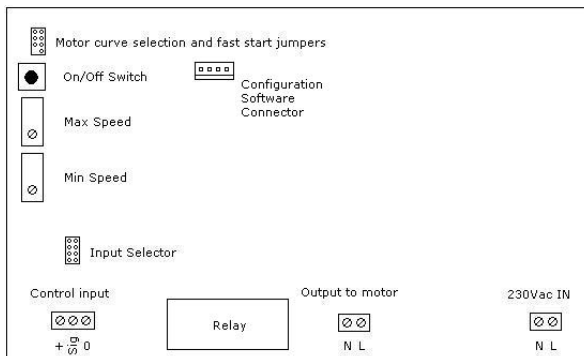 Motor curve selection and fast start jumpers
On/Off Switch
Configuration
Software
Connector
Max Speed
Min Speed
Input Selector
Control input
Output to motor
230Vac IN
Relay
+ Sig 0
N L
N L